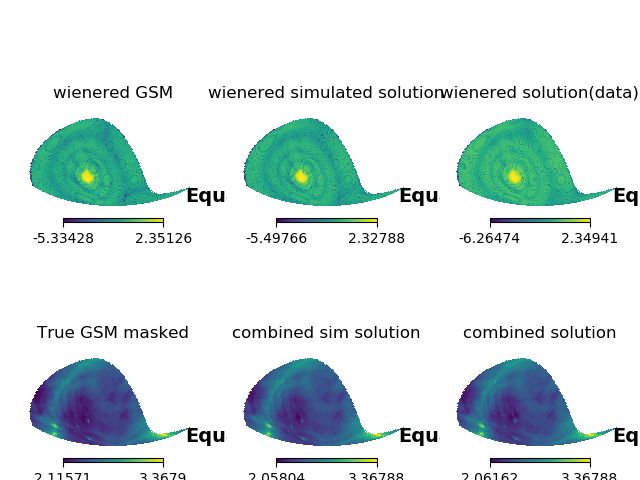 wienered GSM
wienered simulated solution
wienered solution(data)
Equ
Equ
Eq
-5.33428 2.35126
-5.49766 2.32788
-6.26474 2.34941
True GSM masked
combined sim solution
combined solution
Equ
Equ
Eq
2.11571 3.3679
2.05804 3.36788
2.06162 3.36788